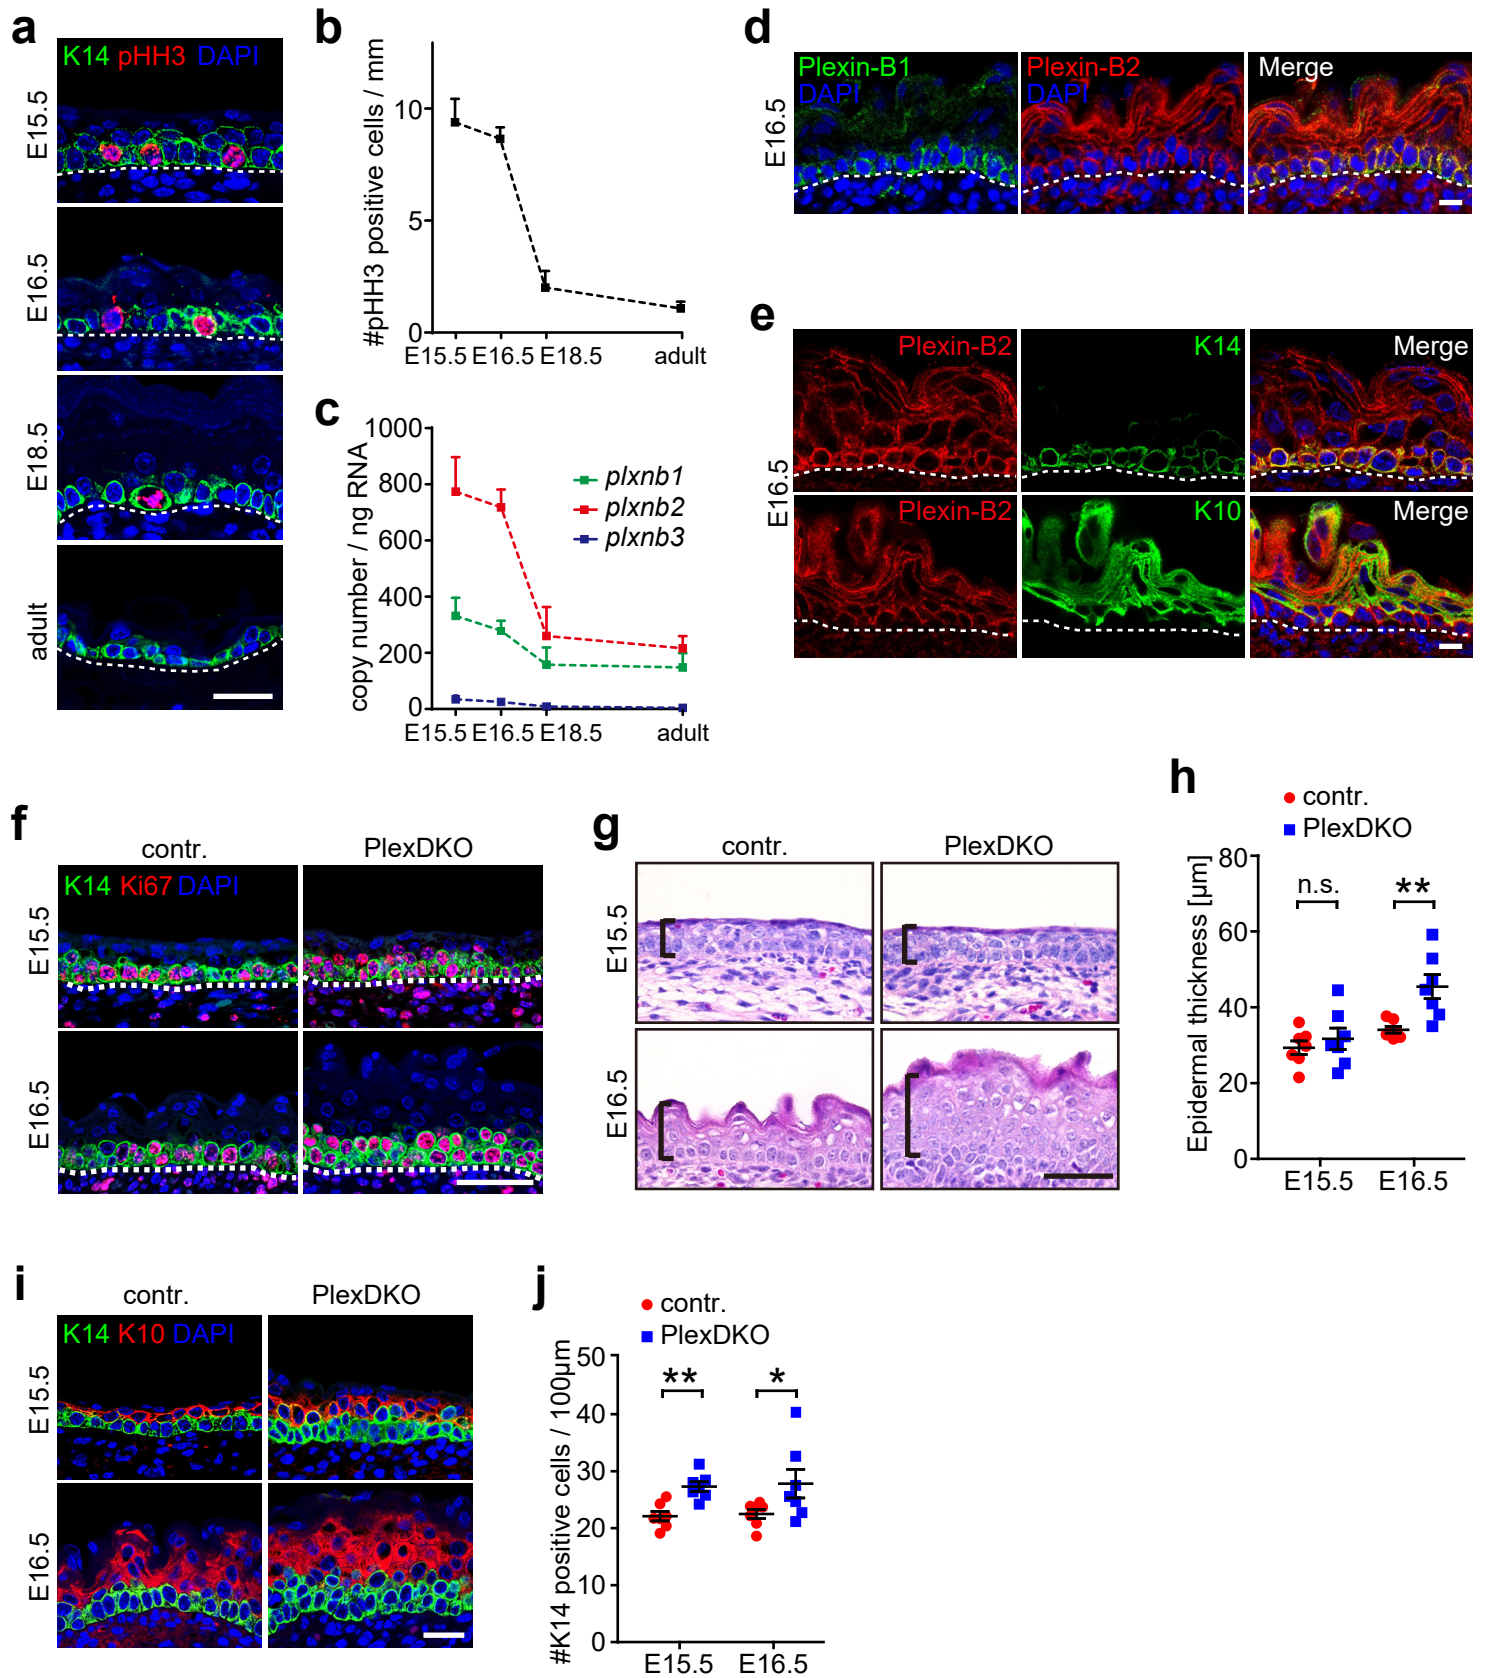 a
K14 pHH3 DAPI
E15.5
E16.5
E18.5
adult
b
#pHH3 positive cells / mm
10
5
0
E15.5 E16.5 E18.5 adult
c
copy number / ng RNA
1000
800
600
400
200
0
plxnb1
plxnb2
plxnb3
E15.5 E16.5 E18.5 adult
d
E16.5
Plexin-B1
DAPI
Plexin-B2
DAPI
Merge
e
E16.5
Plexin-B2
K14
Merge
Plexin-B2
K10
Merge
f
contr. PlexDKO
K14 Ki67 DAPI
E15.5
E16.5
g
contr. PlexDKO
E15.5
E16.5
h
contr.
PlexDKO
Epidermal thickness [µm]
80
60
40
20
0
n.s. **
E15.5 E16.5
i
contr. PlexDKO
K14 K10 DAPI
E15.5
E16.5
j
contr.
PlexDKO
#K14 positive cells / 100µm
50
40
30
20
10
0
** *
E15.5 E16.5